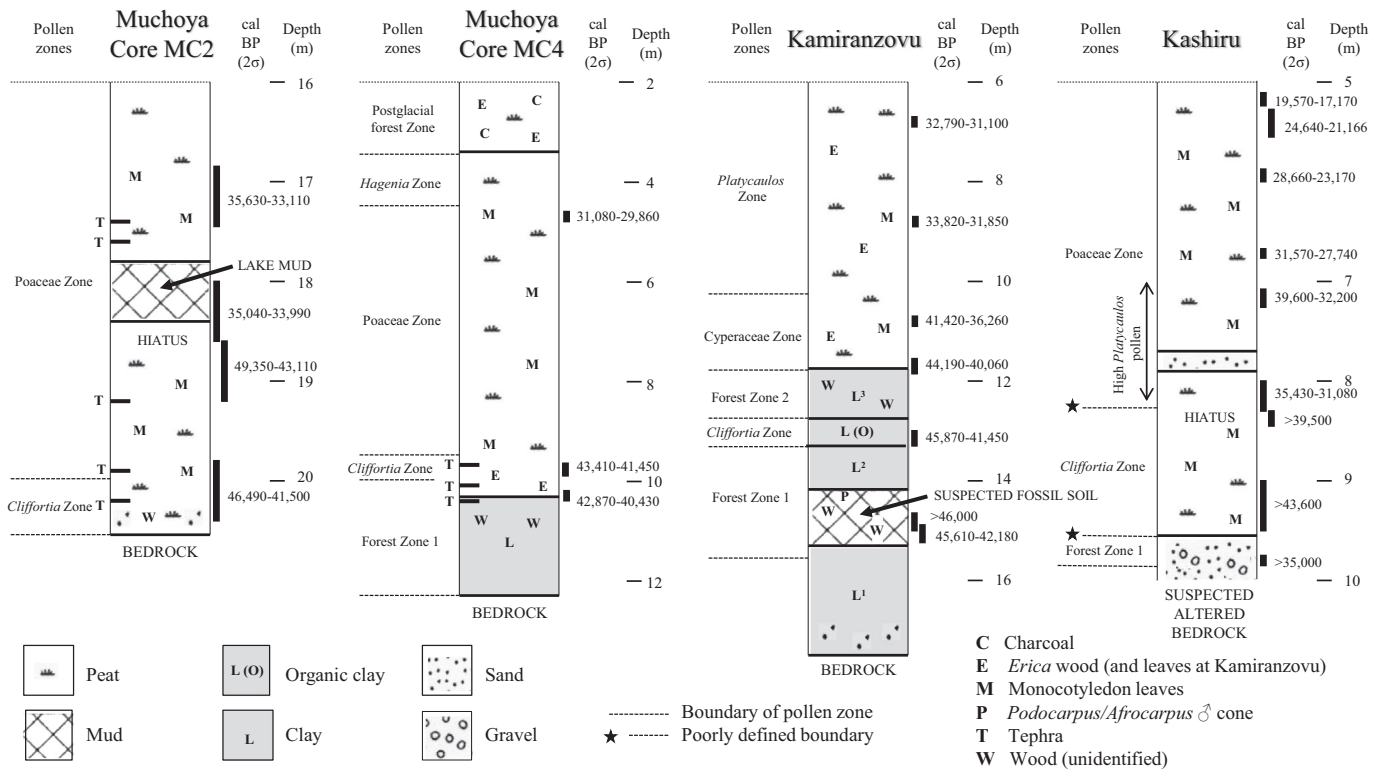 Pollen zones
Muchoya Core MC2
cal BP (2σ)
Depth (m)
16
17
18
19
20
M
M
T
T
LAKE MUD
HIATUS
M
T
M
T
M
T
W
BEDROCK
Poaceae Zone
Cliffortia Zone
35,630-33,110
35,040-33,990
49,350-43,110
46,490-41,500
Pollen zones
Muchoya Core MC4
cal BP (2σ)
Depth (m)
2
4
6
8
10
12
Postglacial forest Zone
Hagenia Zone
Poaceae Zone
Cliffortia Zone
Forest Zone 1
E
C
C
E
M
M
M
M
T
E
T
E
T
W
W
L
BEDROCK
31,080-29,860
43,410-41,450
42,870-40,430
Pollen zones
Kamiranzovu
cal BP (2σ)
Depth (m)
6
8
10
12
14
16
Platycaulos Zone
Cyperaceae Zone
Forest Zone 2
Cliffortia Zone
Forest Zone 1
E
M
E
M
E
W
L³
W
L (O)
L²
P
W
W
L¹
BEDROCK
32,790-31,100
33,820-31,850
41,420-36,260
44,190-40,060
45,870-41,450
SUSPECTED FOSSIL SOIL
>46,000
45,610-42,180
Pollen zones
Kashiru
cal BP (2σ)
Depth (m)
5
7
8
9
10
Poaceae Zone
High Platycaulos pollen
★
Cliffortia Zone
★
Forest Zone 1
M
M
M
M
HIATUS
M
M
M
SUSPECTED ALTERED BEDROCK
19,570-17,170
24,640-21,166
28,660-23,170
31,570-27,740
39,600-32,200
35,430-31,080
>39,500
>43,600
>35,000
Peat
Mud
L (O)
Organic clay
L
Clay
Sand
Gravel
Boundary of pollen zone
★ Poorly defined boundary
C Charcoal
E Erica wood (and leaves at Kamiranzovu)
M Monocotyledon leaves
P Podocarpus/Afrocarpus ♂ cone
T Tephra
W Wood (unidentified)